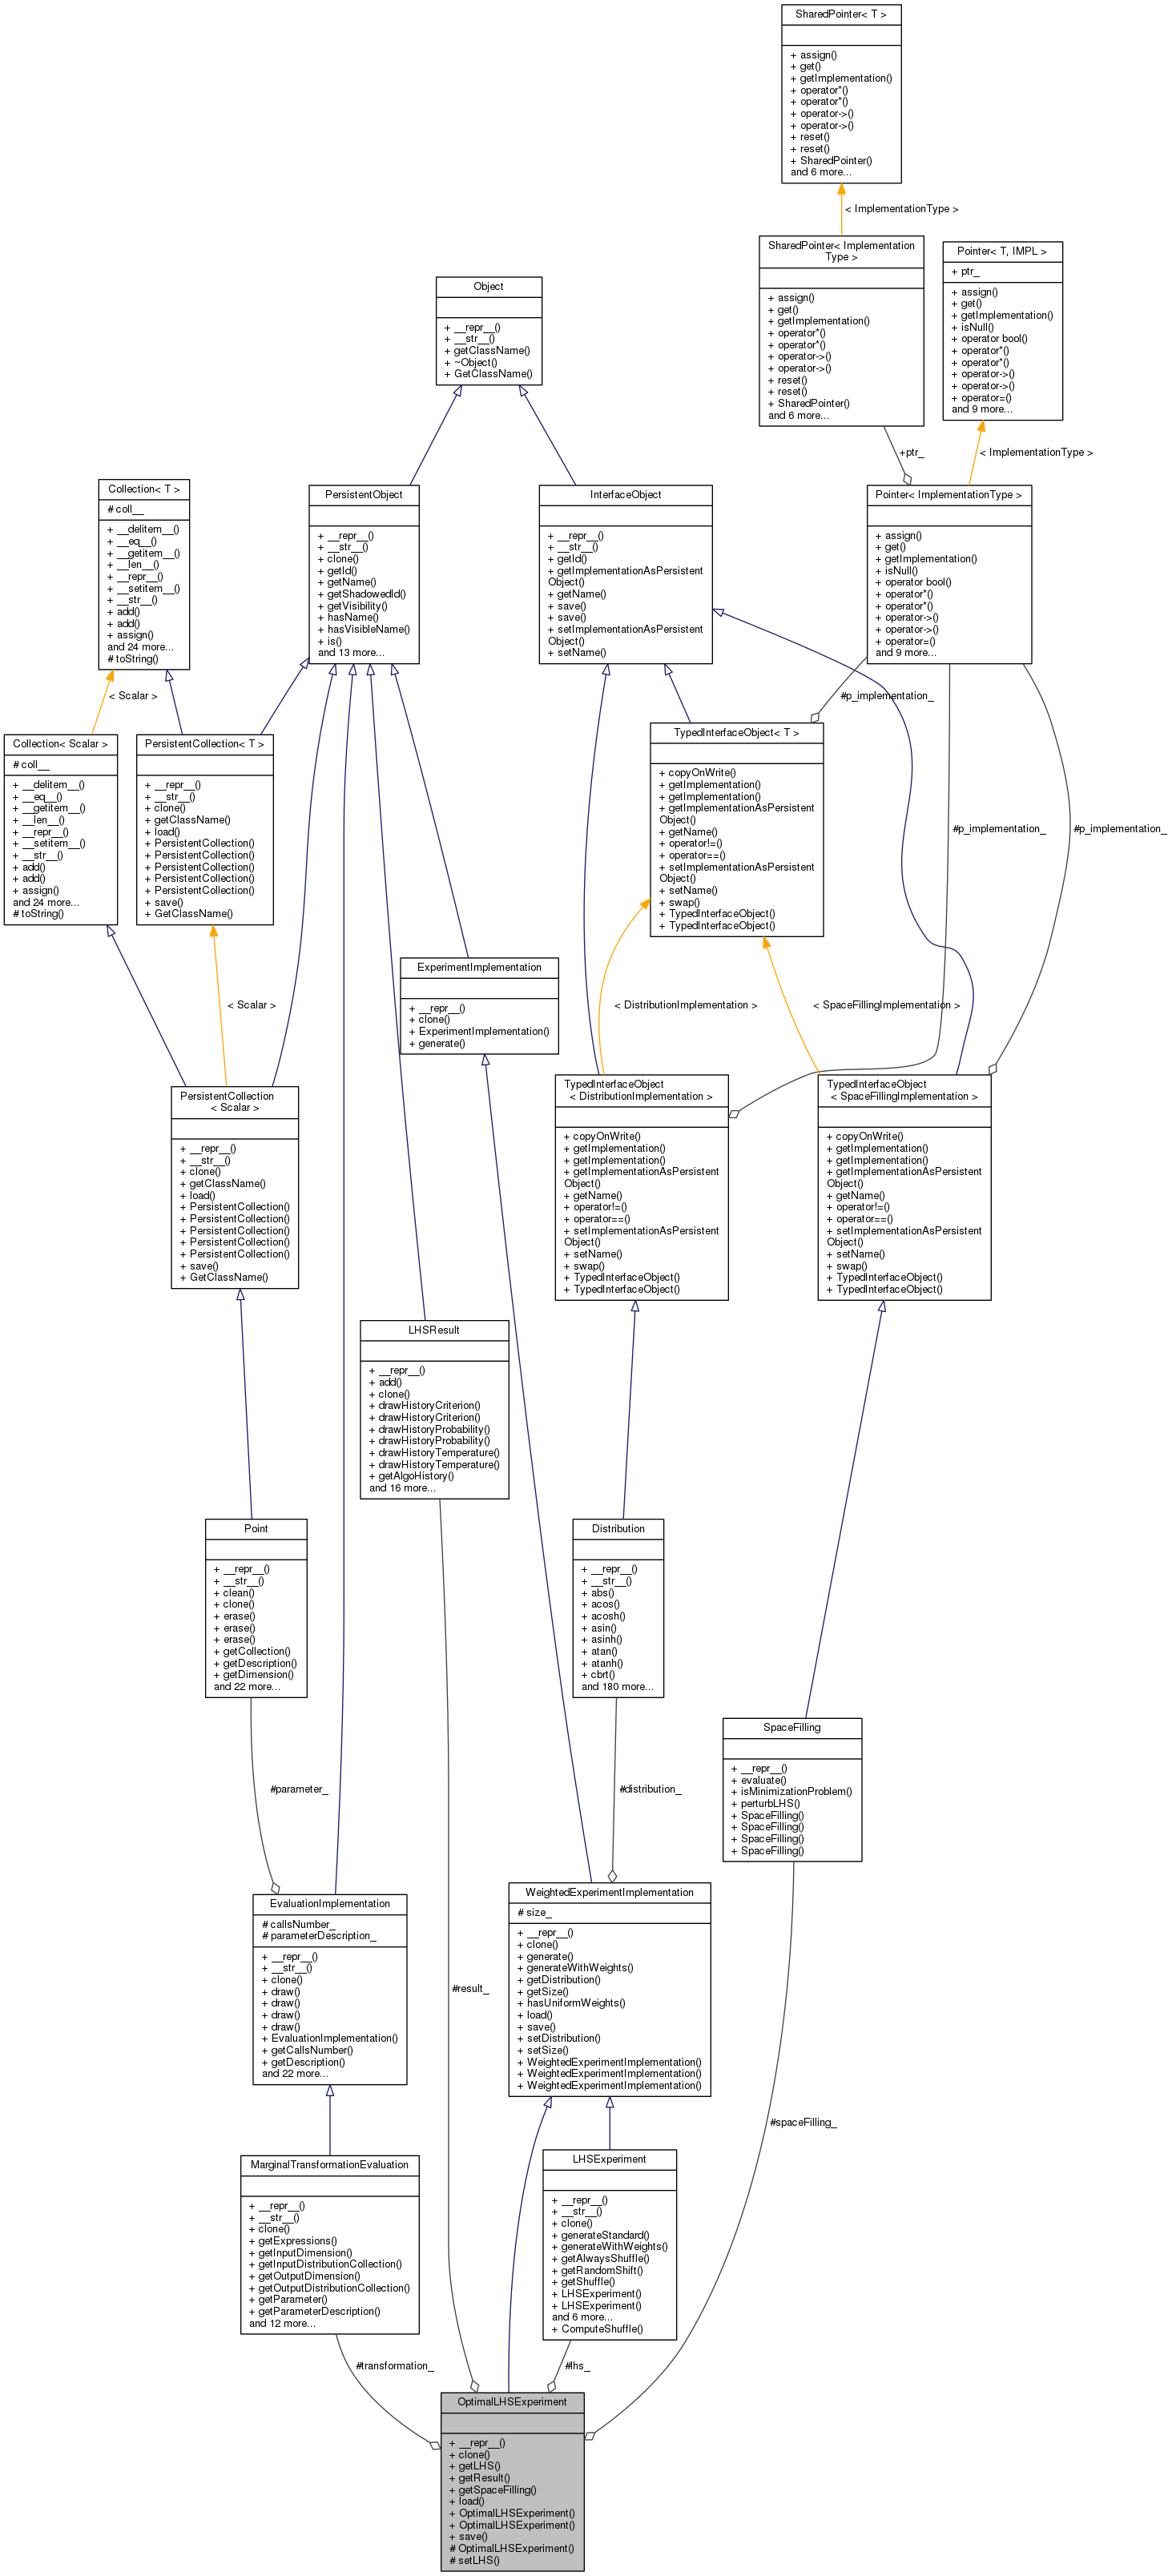 SharedPointer< T >
+ assign()
+ get()
+ getImplementation()
+ operator*()
+ operator*()
+ operator->()
+ operator->()
+ reset()
+ reset()
+ SharedPointer()
and 6 more...
< ImplementationType >
SharedPointer< Implementation
Type >
+ assign()
+ get()
+ getImplementation()
+ operator*()
+ operator*()
+ operator->()
+ operator->()
+ reset()
+ reset()
+ SharedPointer()
and 6 more...
Pointer< T, IMPL >
+ ptr_
+ assign()
+ get()
+ getImplementation()
+ isNull()
+ operator bool()
+ operator*()
+ operator*()
+ operator->()
+ operator->()
+ operator=()
and 9 more...
Object
+ __repr__()
+ __str__()
+ getClassName()
+ ~Object()
+ GetClassName()
+ptr_
< ImplementationType >
Collection< T >
# coll__
+ __delitem__()
+ __eq__()
+ __getitem__()
+ __len__()
+ __repr__()
+ __setitem__()
+ __str__()
+ add()
+ add()
+ assign()
and 24 more...
# toString()
PersistentObject
+ __repr__()
+ __str__()
+ clone()
+ getId()
+ getName()
+ getShadowedId()
+ getVisibility()
+ hasName()
+ hasVisibleName()
+ is()
and 13 more...
InterfaceObject
+ __repr__()
+ __str__()
+ getId()
+ getImplementationAsPersistent
Object()
+ getName()
+ save()
+ save()
+ setImplementationAsPersistent
Object()
+ setName()
Pointer< ImplementationType >
+ assign()
+ get()
+ getImplementation()
+ isNull()
+ operator bool()
+ operator*()
+ operator*()
+ operator->()
+ operator->()
+ operator=()
and 9 more...
< Scalar >
#p_implementation_
Collection< Scalar >
# coll__
+ __delitem__()
+ __eq__()
+ __getitem__()
+ __len__()
+ __repr__()
+ __setitem__()
+ __str__()
+ add()
+ add()
+ assign()
and 24 more...
# toString()
PersistentCollection< T >
+ __repr__()
+ __str__()
+ clone()
+ getClassName()
+ load()
+ PersistentCollection()
+ PersistentCollection()
+ PersistentCollection()
+ PersistentCollection()
+ PersistentCollection()
+ save()
+ GetClassName()
TypedInterfaceObject< T >
+ copyOnWrite()
+ getImplementation()
+ getImplementation()
+ getImplementationAsPersistent
Object()
+ getName()
+ operator!=()
+ operator==()
+ setImplementationAsPersistent
Object()
+ setName()
+ swap()
+ TypedInterfaceObject()
+ TypedInterfaceObject()
#p_implementation_
#p_implementation_
ExperimentImplementation
+ __repr__()
+ clone()
+ ExperimentImplementation()
+ generate()
< Scalar >
< DistributionImplementation >
< SpaceFillingImplementation >
PersistentCollection
< Scalar >
+ __repr__()
+ __str__()
+ clone()
+ getClassName()
+ load()
+ PersistentCollection()
+ PersistentCollection()
+ PersistentCollection()
+ PersistentCollection()
+ PersistentCollection()
+ save()
+ GetClassName()
TypedInterfaceObject
< DistributionImplementation >
+ copyOnWrite()
+ getImplementation()
+ getImplementation()
+ getImplementationAsPersistent
Object()
+ getName()
+ operator!=()
+ operator==()
+ setImplementationAsPersistent
Object()
+ setName()
+ swap()
+ TypedInterfaceObject()
+ TypedInterfaceObject()
TypedInterfaceObject
< SpaceFillingImplementation >
+ copyOnWrite()
+ getImplementation()
+ getImplementation()
+ getImplementationAsPersistent
Object()
+ getName()
+ operator!=()
+ operator==()
+ setImplementationAsPersistent
Object()
+ setName()
+ swap()
+ TypedInterfaceObject()
+ TypedInterfaceObject()
LHSResult
+ __repr__()
+ add()
+ clone()
+ drawHistoryCriterion()
+ drawHistoryCriterion()
+ drawHistoryProbability()
+ drawHistoryProbability()
+ drawHistoryTemperature()
+ drawHistoryTemperature()
+ getAlgoHistory()
and 16 more...
Point
+ __repr__()
+ __str__()
+ clean()
+ clone()
+ erase()
+ erase()
+ erase()
+ getCollection()
+ getDescription()
+ getDimension()
and 22 more...
Distribution
+ __repr__()
+ __str__()
+ abs()
+ acos()
+ acosh()
+ asin()
+ asinh()
+ atan()
+ atanh()
+ cbrt()
and 180 more...
SpaceFilling
+ __repr__()
+ evaluate()
+ isMinimizationProblem()
+ perturbLHS()
+ SpaceFilling()
+ SpaceFilling()
+ SpaceFilling()
+ SpaceFilling()
#parameter_
#distribution_
EvaluationImplementation
# callsNumber_
# parameterDescription_
+ __repr__()
+ __str__()
+ clone()
+ draw()
+ draw()
+ draw()
+ draw()
+ EvaluationImplementation()
+ getCallsNumber()
+ getDescription()
and 22 more...
#result_
WeightedExperimentImplementation
# size_
+ __repr__()
+ clone()
+ generate()
+ generateWithWeights()
+ getDistribution()
+ getSize()
+ hasUniformWeights()
+ load()
+ save()
+ setDistribution()
+ setSize()
+ WeightedExperimentImplementation()
+ WeightedExperimentImplementation()
+ WeightedExperimentImplementation()
#spaceFilling_
MarginalTransformationEvaluation
+ __repr__()
+ __str__()
+ clone()
+ getExpressions()
+ getInputDimension()
+ getInputDistributionCollection()
+ getOutputDimension()
+ getOutputDistributionCollection()
+ getParameter()
+ getParameterDescription()
and 12 more...
LHSExperiment
+ __repr__()
+ __str__()
+ clone()
+ generateStandard()
+ generateWithWeights()
+ getAlwaysShuffle()
+ getRandomShift()
+ getShuffle()
+ LHSExperiment()
+ LHSExperiment()
and 6 more...
+ ComputeShuffle()
#transformation_
#lhs_
OptimalLHSExperiment
+ __repr__()
+ clone()
+ getLHS()
+ getResult()
+ getSpaceFilling()
+ load()
+ OptimalLHSExperiment()
+ OptimalLHSExperiment()
+ save()
# OptimalLHSExperiment()
# setLHS()